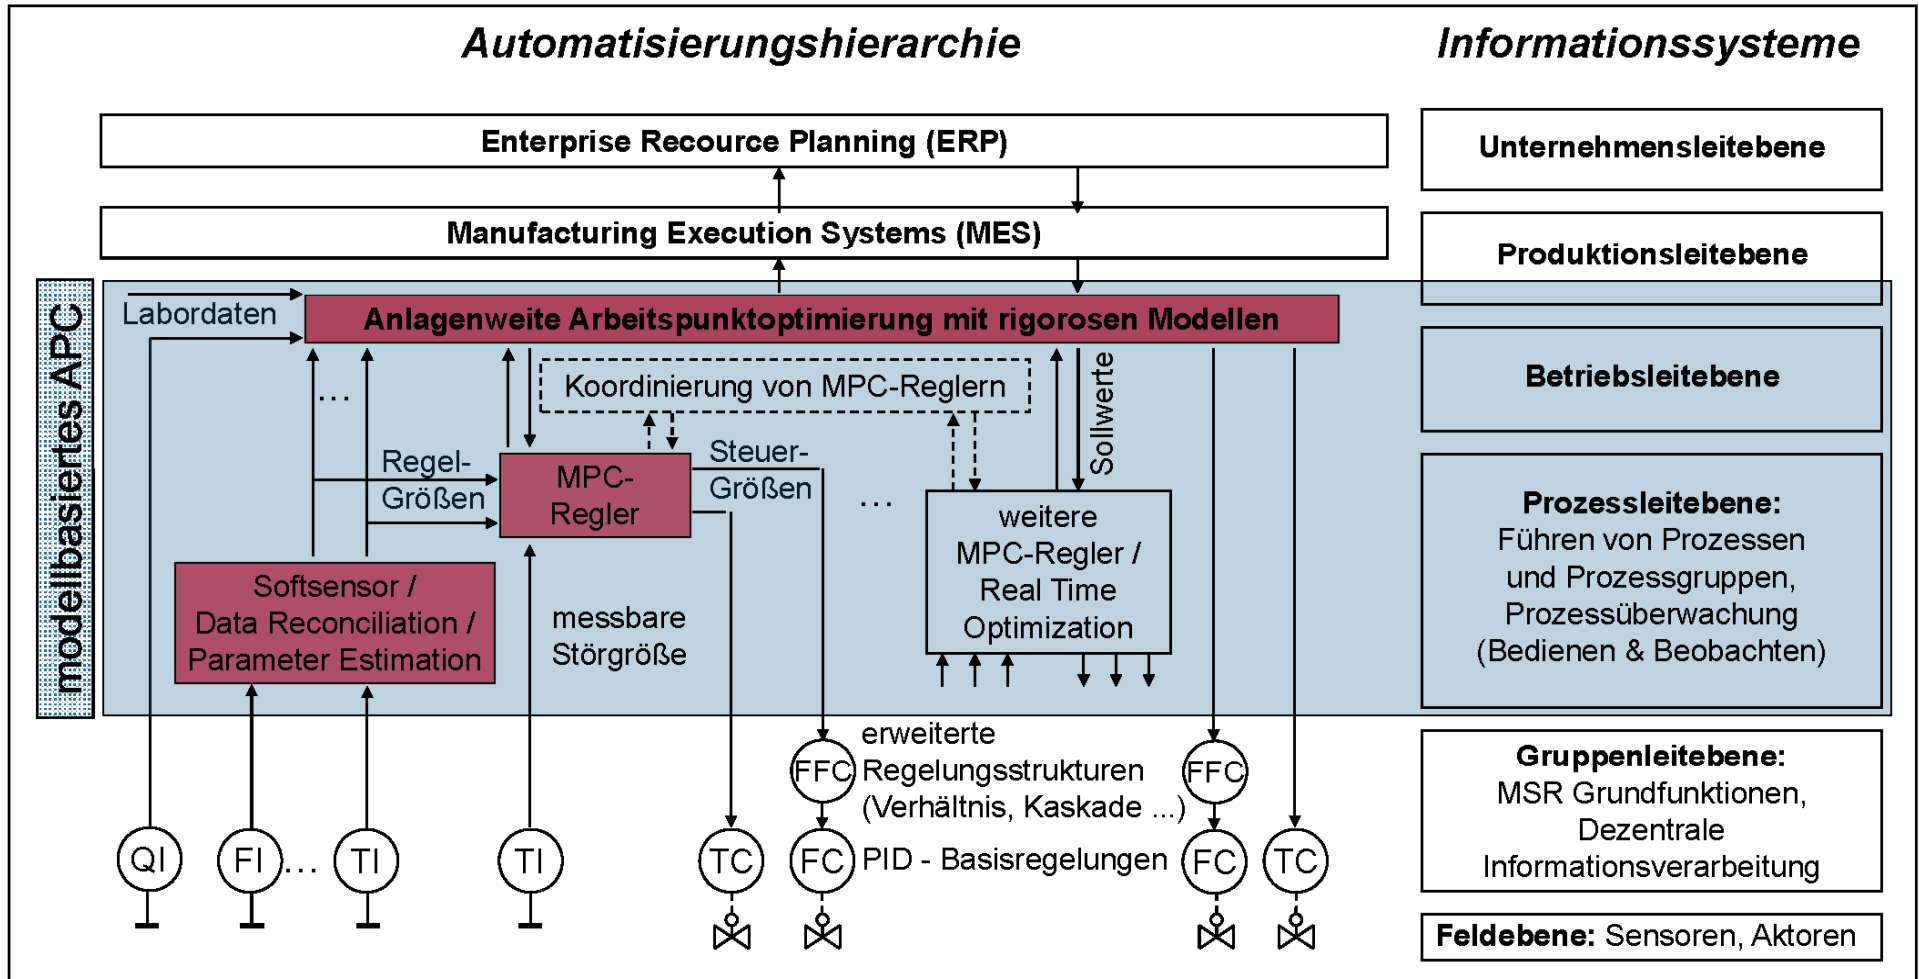 Automatisierungshierarchie
Informationssysteme
Enterprise Recource Planning (ERP)
Unternehmensleitebene
Manufacturing Execution Systems (MES)
Produktionsleitebene
modellbasiertes APC
Labordaten
Anlagenweite Arbeitspunktoptimierung mit rigorosen Modellen
Betriebsleitebene
...
Koordinierung von MPC-Reglern
Sollwerte
Regel-
Größen
MPC-
Regler
Steuer-
Größen
...
weitere
MPC-Regler /
Real Time
Optimization
Prozessleitebene:
Führen von Prozessen
und Prozessgruppen,
Prozessüberwachung
(Bedienen & Beobachten)
Softsensor /
Data Reconciliation /
Parameter Estimation
messbare
Störgröße
FFC
erweiterte
Regelungsstrukturen
(Verhältnis, Kaskade ...)
FFC
Gruppenleitebene:
MSR Grundfunktionen,
Dezentrale
Informationsverarbeitung
QI
FI
...
TI
TI
TC
FC
PID - Basisregelungen
FC
TC
Feldebene: Sensoren, Aktoren